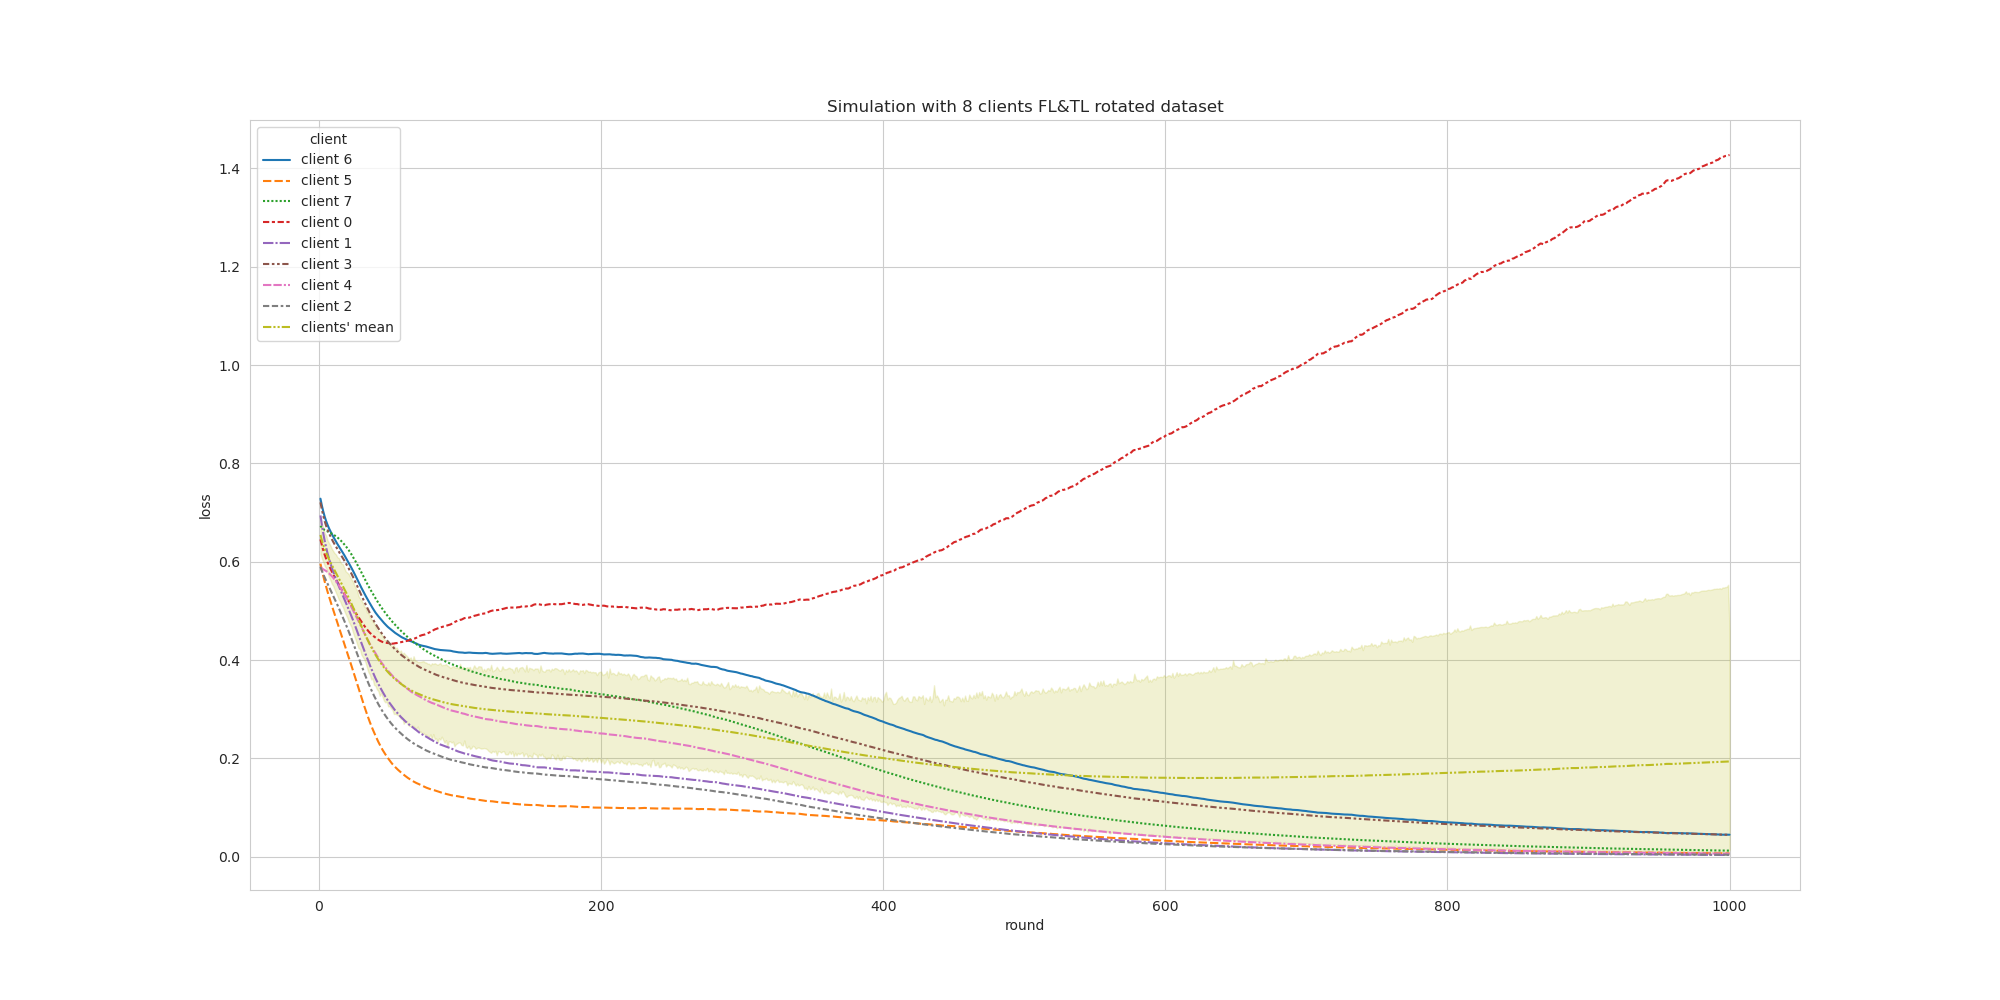 Simulation with 8 clients FL&TL rotated dataset
client
client 6
client 5
client 7
client 0
client 1
client 3
client 4
client 2
clients' mean
1.4
1.2
1.0
0.8
0.6
0.4
0.2
0.0
loss
0 200 400 600 800 1000
round